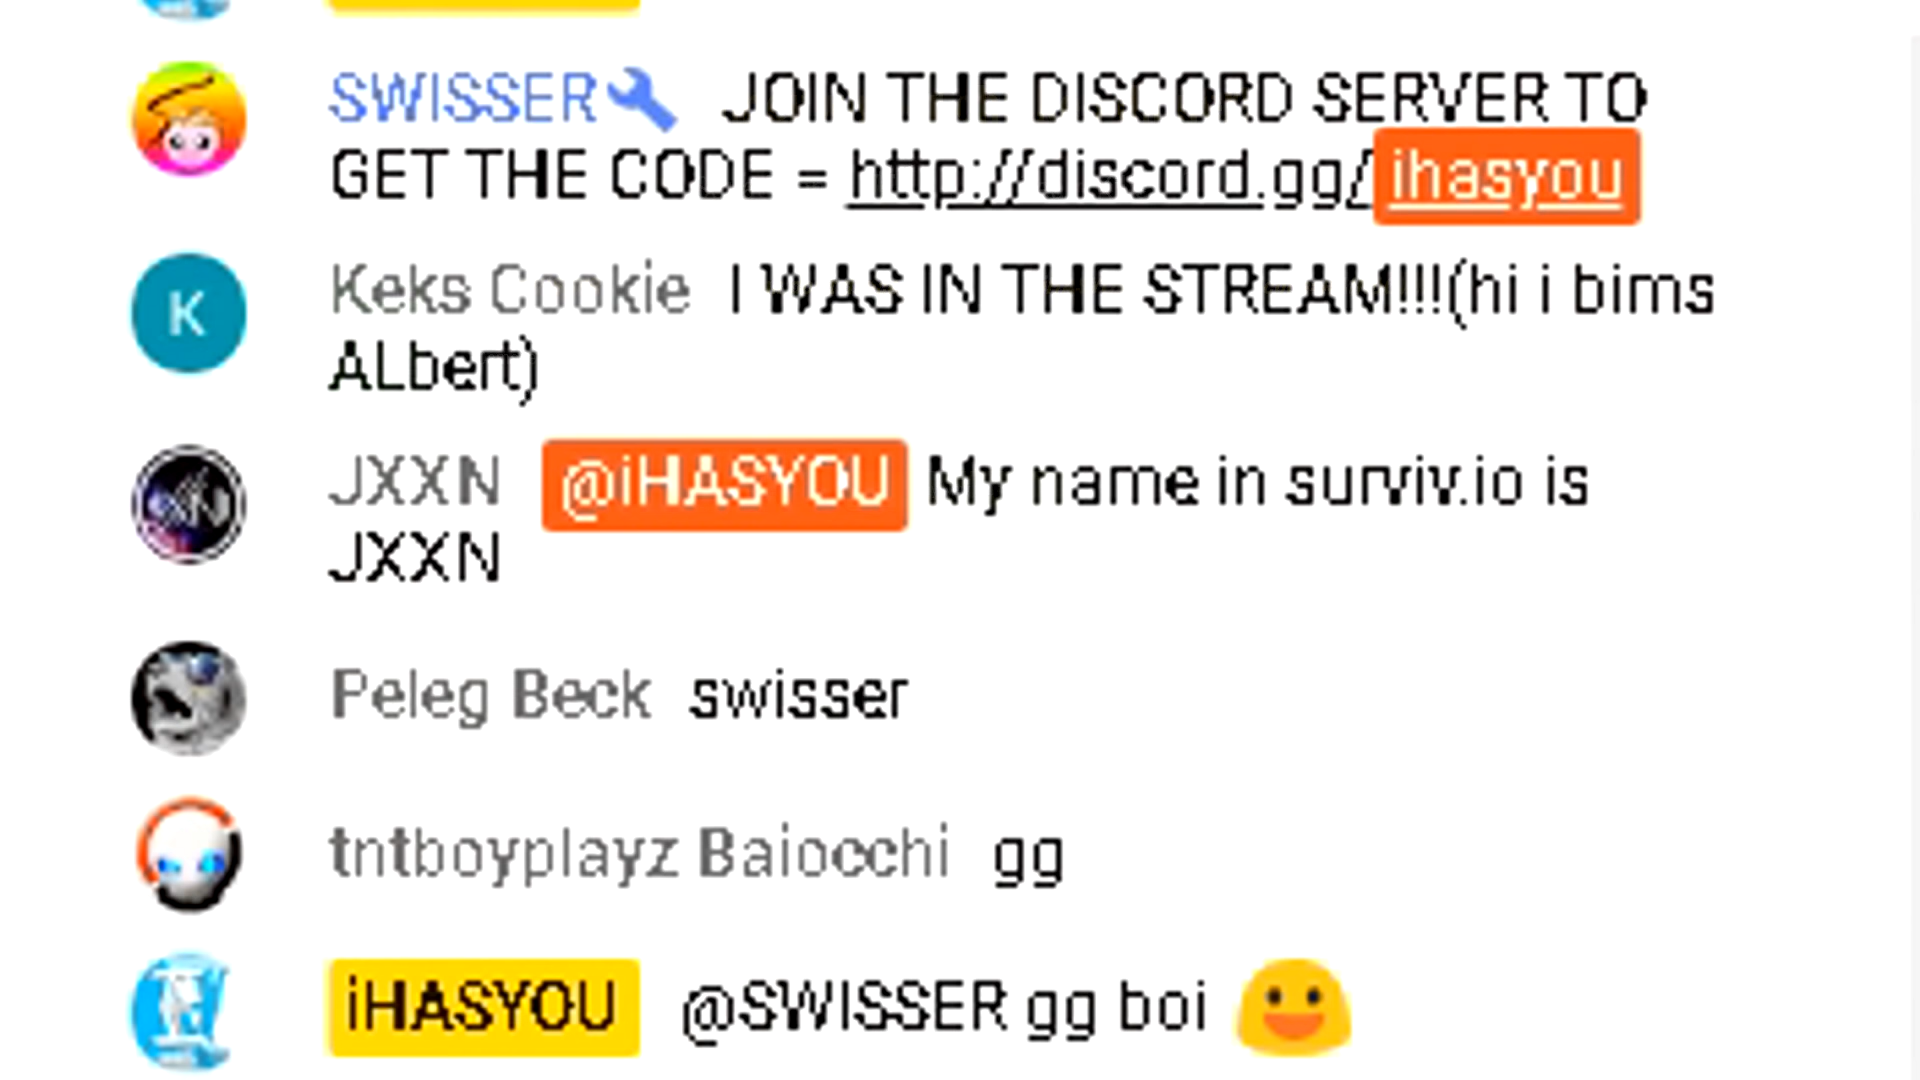 SWISSER JOIN THE DISCORD SERVER TO
GET THE CODE = http://discord.gg/ihasyou
K
Keks Cookie I WAS IN THE STREAM!!!(hi i bims
ALbert)
JXXN @iHASYOU My name in surviv.io is
JXXN
Peleg Beck swisser
tntboyplayz Baiocchi gg
iHASYOU @SWISSER gg boi